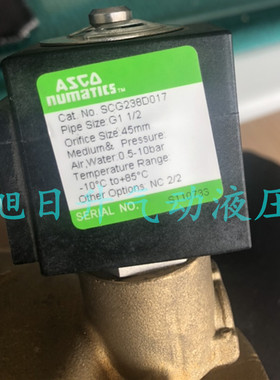 ASCO
NUMATICS™
Cat. No. SCG238D017
Pipe Size G1 1/2
Orifice Size 45mm
Medium& Pressure:
Air,Water 0.5-10bar
Temperature Range:
-10°C to+85°C
Other Options, NC 2/2
SERIAL NO.
旭日 气动液压